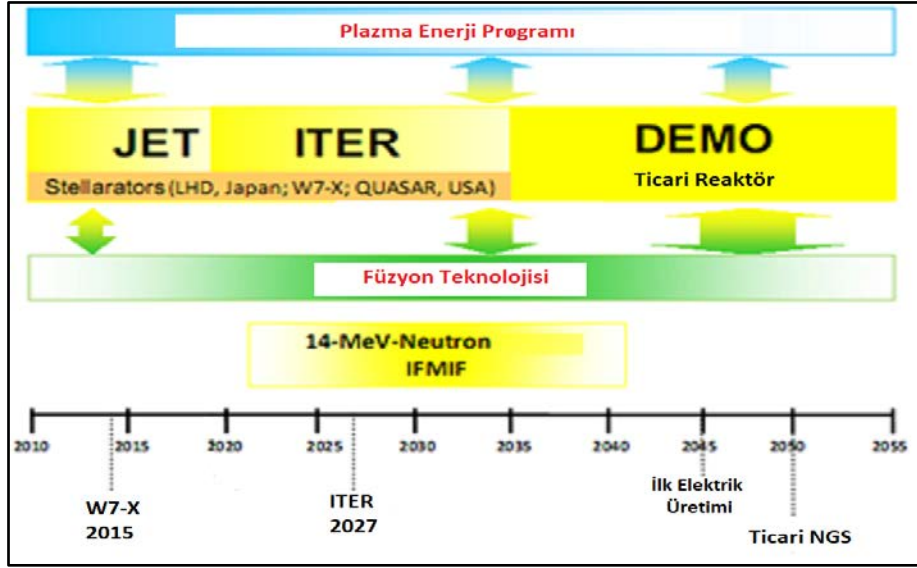 Plazma Enerji Programı
JET
ITER
DEMO
Ticari Reaktör
Stellarators (LHD, Japan; W7-X; QUASAR, USA)
Füzyon Teknolojisi
14-MeV-Neutron
IFMIF
2010 2015 2020 2025 2030 2035 2040 2045 2050 2055
W7-X
2015
ITER
2027
İlk Elektrik
Üretimi
Ticari NGS